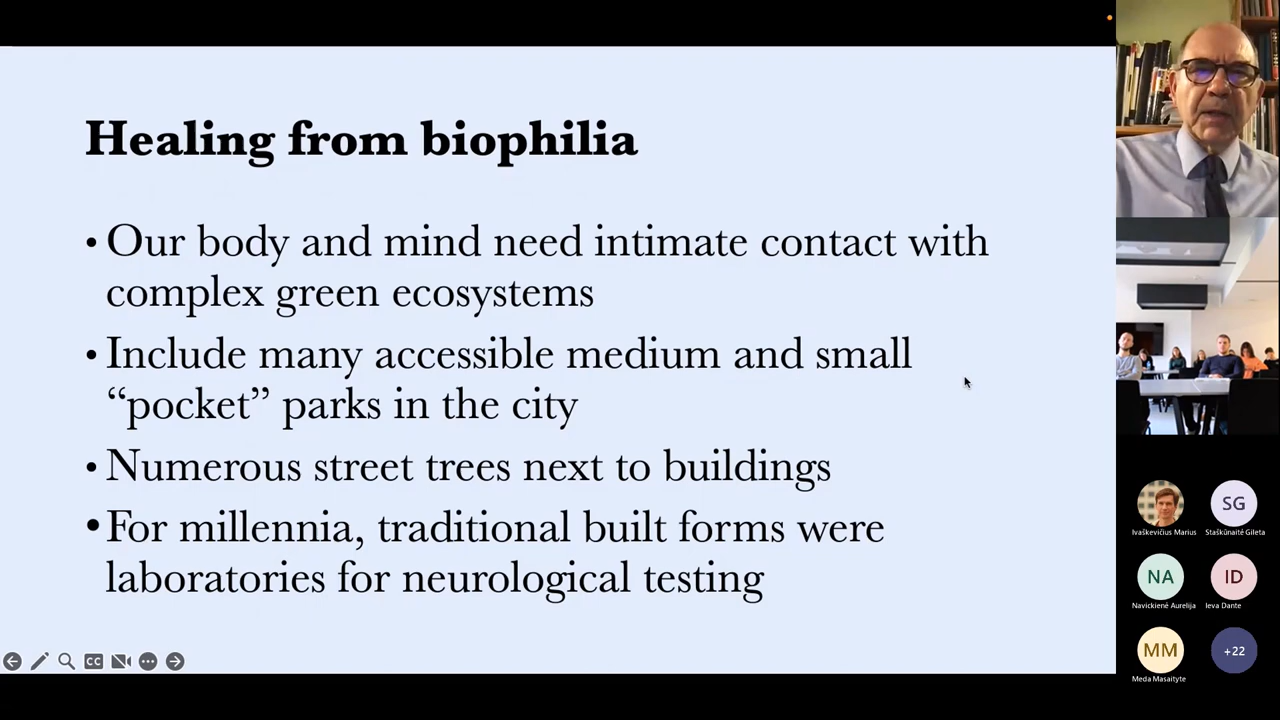 Healing from biophilia
• Our body and mind need intimate contact with
complex green ecosystems
• Include many accessible medium and small
“pocket” parks in the city
• Numerous street trees next to buildings
• For millennia, traditional built forms were
laboratories for neurological testing
CC
SG
Ivaškevičius Marius
Staškūnaitė Gileta
NA
ID
Navickienė Aurelija
Ieva Dante
MM
+22
Meda Masaityte